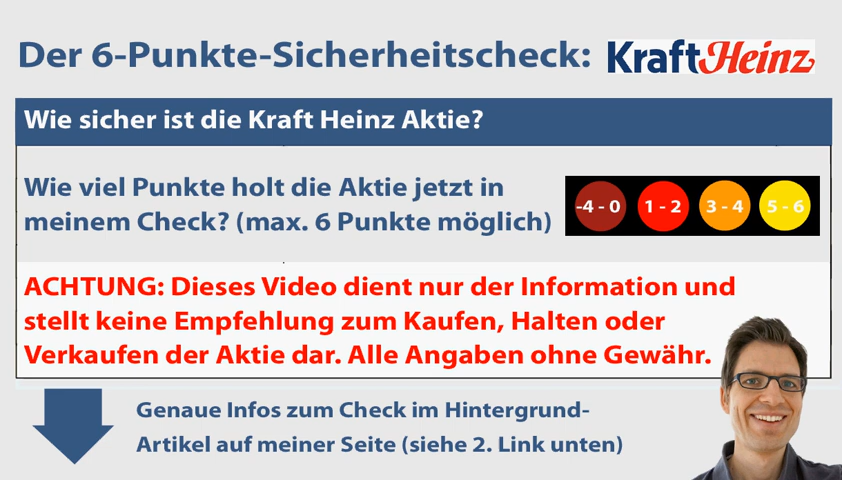 Der 6-Punkte-Sicherheitscheck: KraftHeinz
Wie sicher ist die Kraft Heinz Aktie?
Wie viel Punkte holt die Aktie jetzt in
meinem Check? (max. 6 Punkte möglich)
-4 - 0 1 - 2 3 - 4 5 - 6
ACHTUNG: Dieses Video dient nur der Information und
stellt keine Empfehlung zum Kaufen, Halten oder
Verkaufen der Aktie dar. Alle Angaben ohne Gewähr.
Genaue Infos zum Check im Hintergrund-
Artikel auf meiner Seite (siehe 2. Link unten)